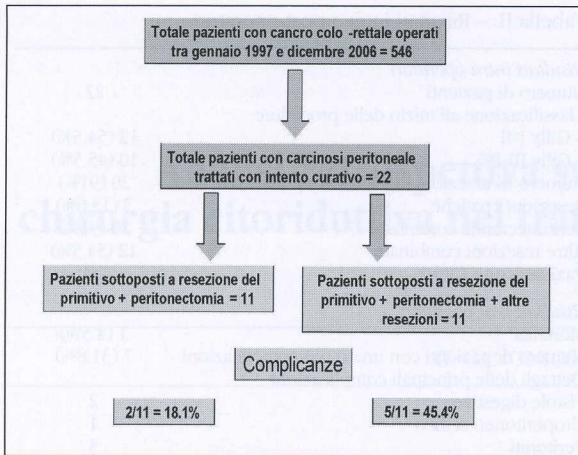 Totale pazienti con cancro colo -rettale operati
tra gennaio 1997 e dicembre 2006 = 546
Totale pazienti con carcinosi peritoneale
trattati con intento curativo = 22
Pazienti sottoposti a resezione del
primitivo + peritonectomia = 11
Pazienti sottoposti a resezione del
primitivo + peritonectomia + altre
resezioni = 11
Complicanze
2/11 = 18.1%
5/11 = 45.4%